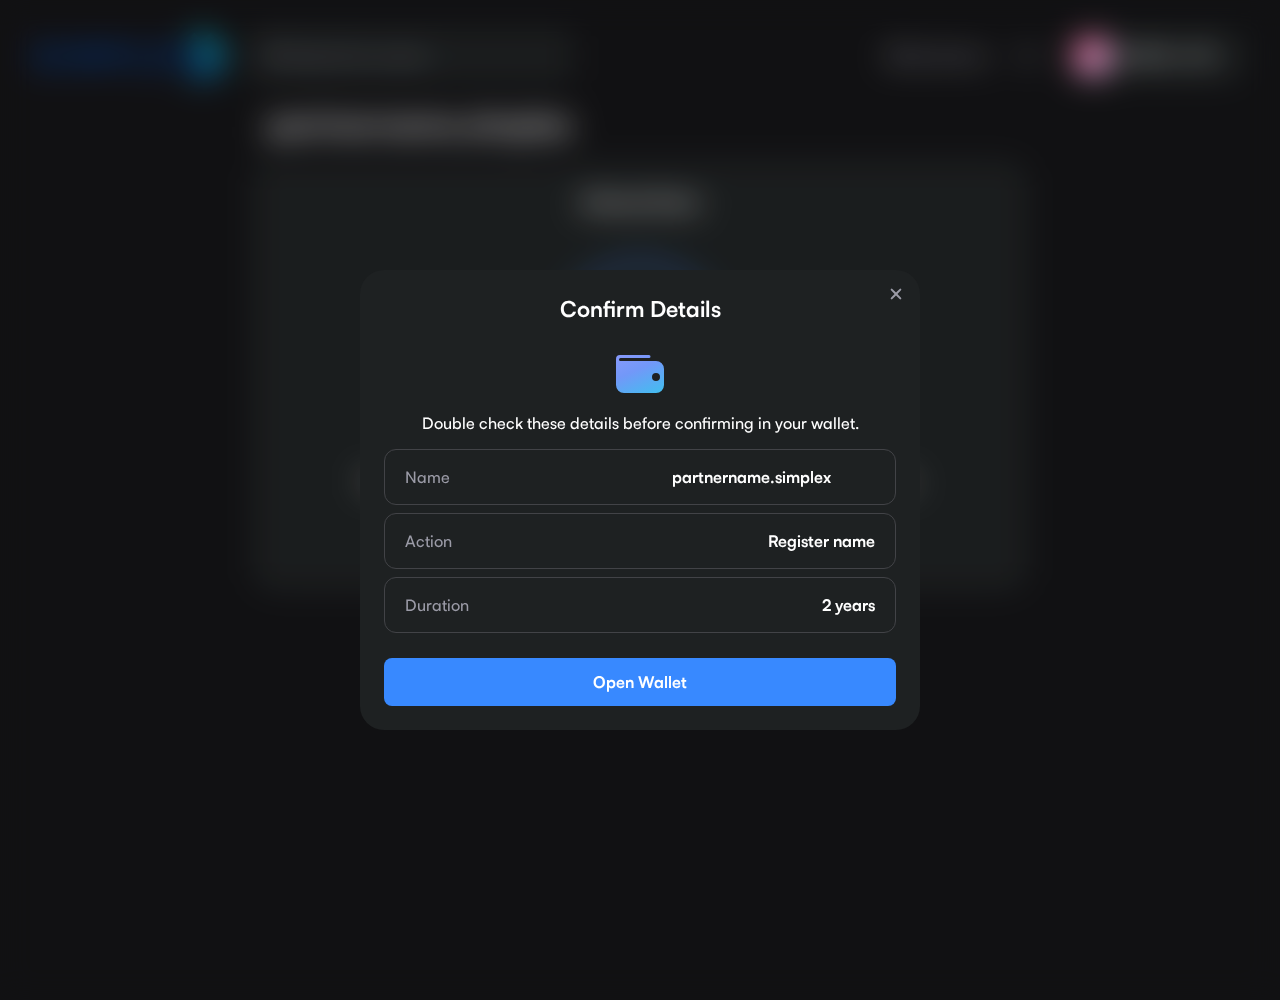 Confirm Details
Double check these details before confirming in your wallet.
Name partnername.simplex
Action Register name
Duration 2 years
Open Wallet